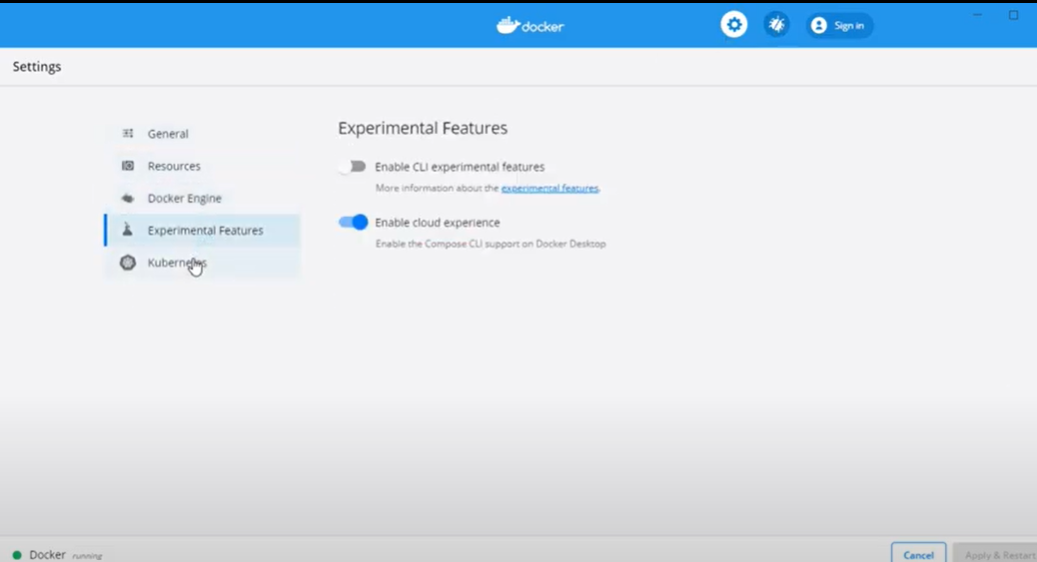 docker
Sign in
Settings
General
Resources
Docker Engine
Experimental Features
Kubernetes
Experimental Features
Enable CLI experimental features
More information about the experimental features.
Enable cloud experience
Enable the Compose CLI support on Docker Desktop
Docker running
Cancel
Apply & Restart